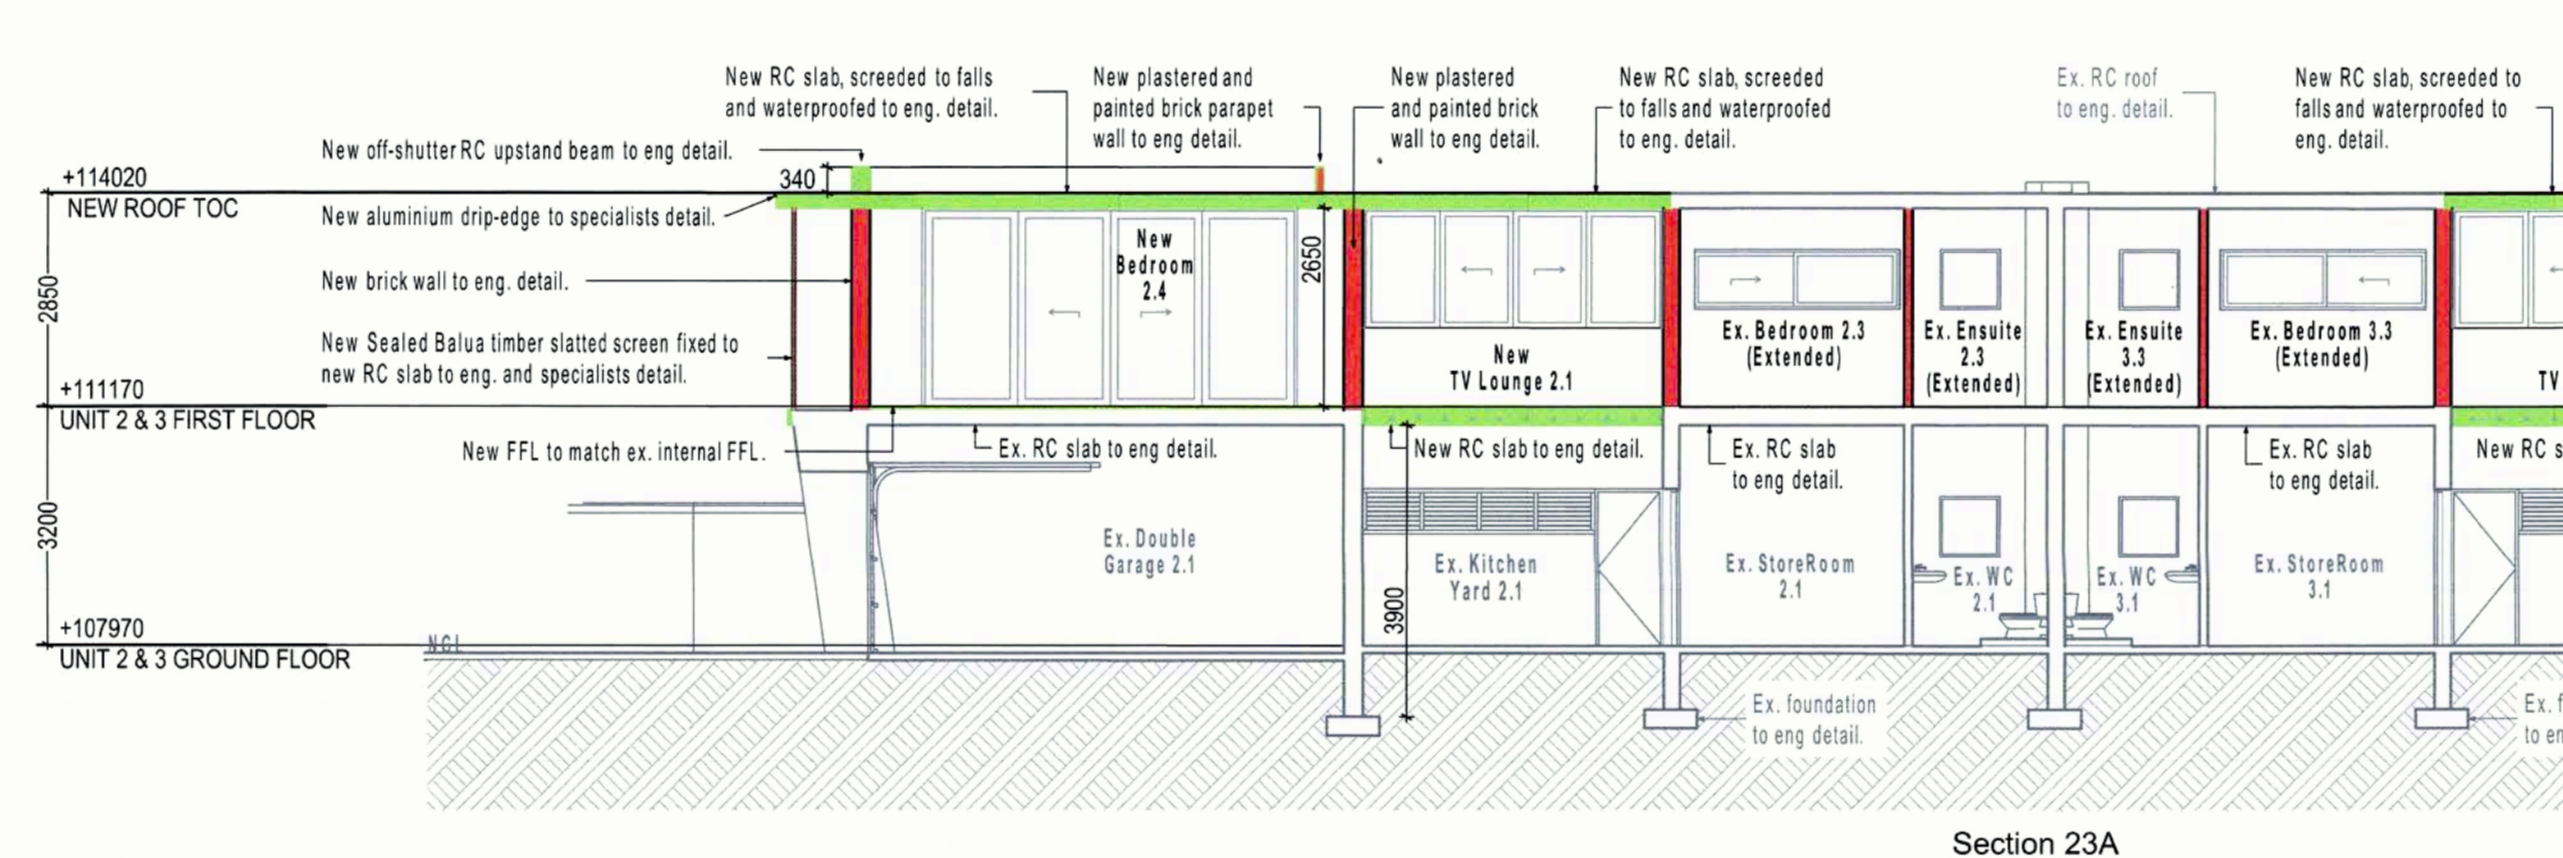 New RC slab, screeded to falls
and waterproofed to eng. detail.
New plastered and
painted brick parapet
wall to eng detail.
New plastered
and painted brick
wall to eng detail.
New RC slab, screeded
to falls and waterproofed
to eng. detail.
Ex. RC roof
to eng. detail.
New RC slab, screeded to
falls and waterproofed to
eng. detail.
New off-shutter RC upstand beam to eng detail.
+114020
NEW ROOF TOC
340
New aluminium drip-edge to specialists detail.
New brick wall to eng. detail.
New Sealed Balua timber slatted screen fixed to
new RC slab to eng. and specialists detail.
2850
New
Bedroom
2.4
2650
New
TV Lounge 2.1
Ex. Bedroom 2.3
(Extended)
Ex. Ensuite
2.3
(Extended)
Ex. Ensuite
3.3
(Extended)
Ex. Bedroom 3.3
(Extended)
TV
+111170
UNIT 2 & 3 FIRST FLOOR
New FFL to match ex. internal FFL.
Ex. RC slab to eng detail.
New RC slab to eng detail.
Ex. RC slab
to eng detail.
Ex. RC slab
to eng detail.
New RC s
3200
Ex. Double
Garage 2.1
3900
Ex. Kitchen
Yard 2.1
Ex. StoreRoom
2.1
Ex. WC
2.1
Ex. WC
3.1
Ex. StoreRoom
3.1
+107970
NGL
UNIT 2 & 3 GROUND FLOOR
Ex. foundation
to eng detail.
Ex. f
to en
Section 23A